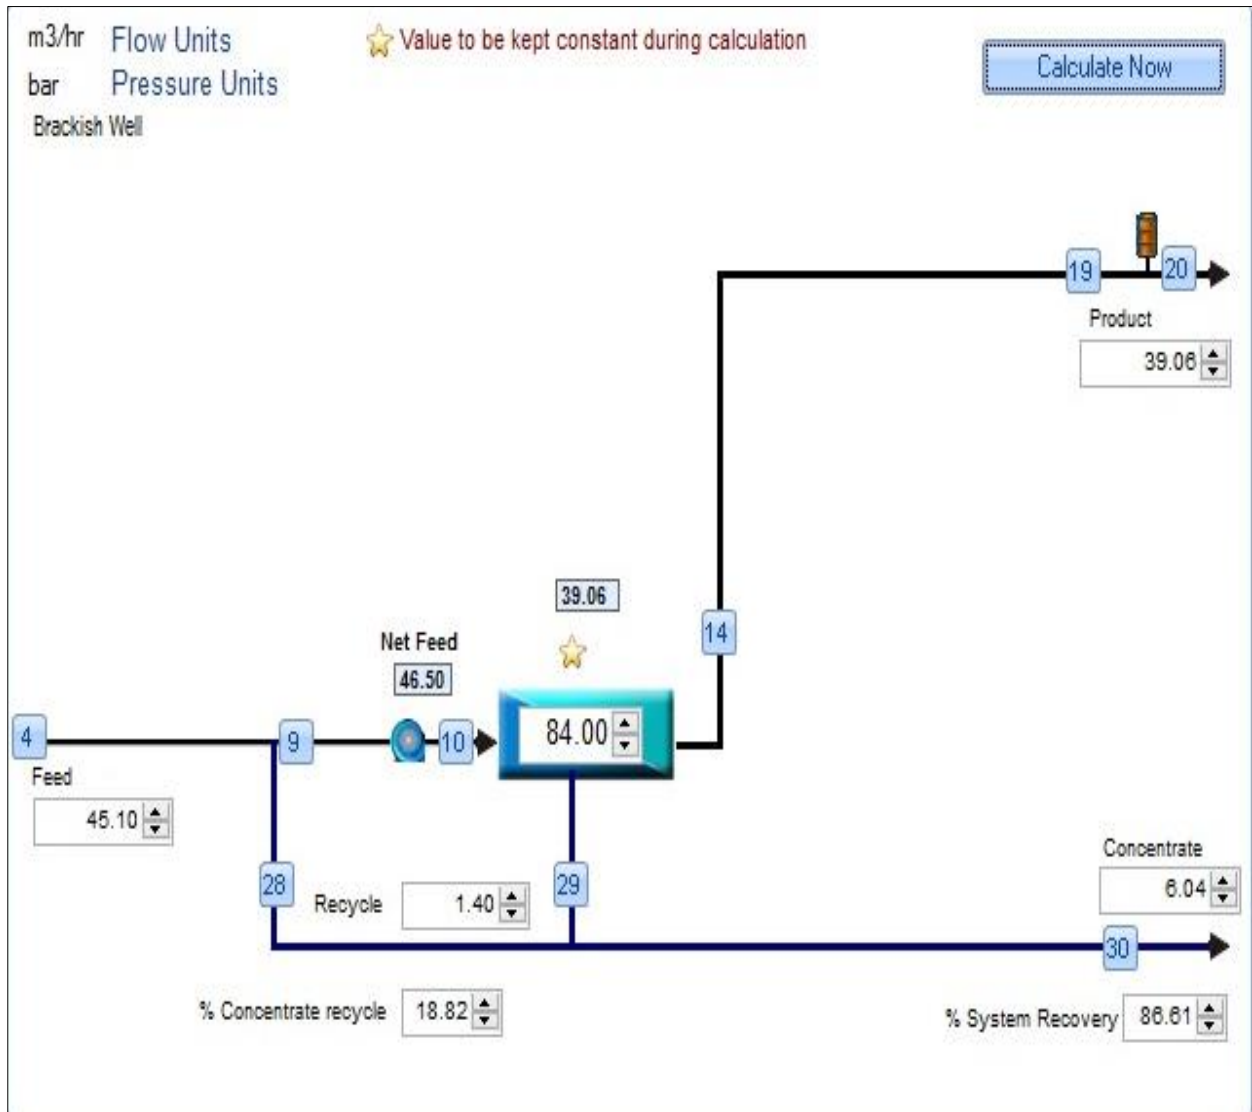 m3/hr Flow Units
Value to be kept constant during calculation
Calculate Now
bar Pressure Units
Brackish Well
19
20
Product
39.06
39.06
14
Net Feed
46.50
4
9
10
84.00
Feed
45.10
28
Recycle 1.40
29
Concentrate
6.04
30
% Concentrate recycle 18.82
% System Recovery 86.61